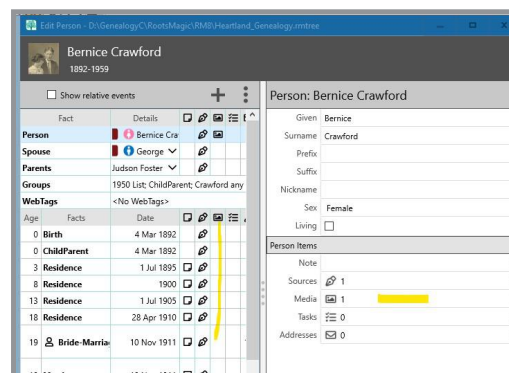 Edit Person - D:\GenealogyC\RootsMagic\RM8\Heartland_Genealogy.rmtree
Bernice Crawford
1892-1959
Show relative events
Fact Details
Person Bernice Cra
Spouse George
Parents Judson Foster
Groups 1950 List; ChildParent; Crawford any
WebTags <No WebTags>
Age Facts Date
0 Birth 4 Mar 1892
0 ChildParent 4 Mar 1892
3 Residence 1 Jul 1895
8 Residence 1900
13 Residence 1 Jul 1905
18 Residence 28 Apr 1910
19 Bride-Marria 10 Nov 1911
Person: Bernice Crawford
Given Bernice
Surname Crawford
Prefix
Suffix
Nickname
Sex Female
Living
Person Items
Note
Sources 1
Media 1
Tasks 0
Addresses 0